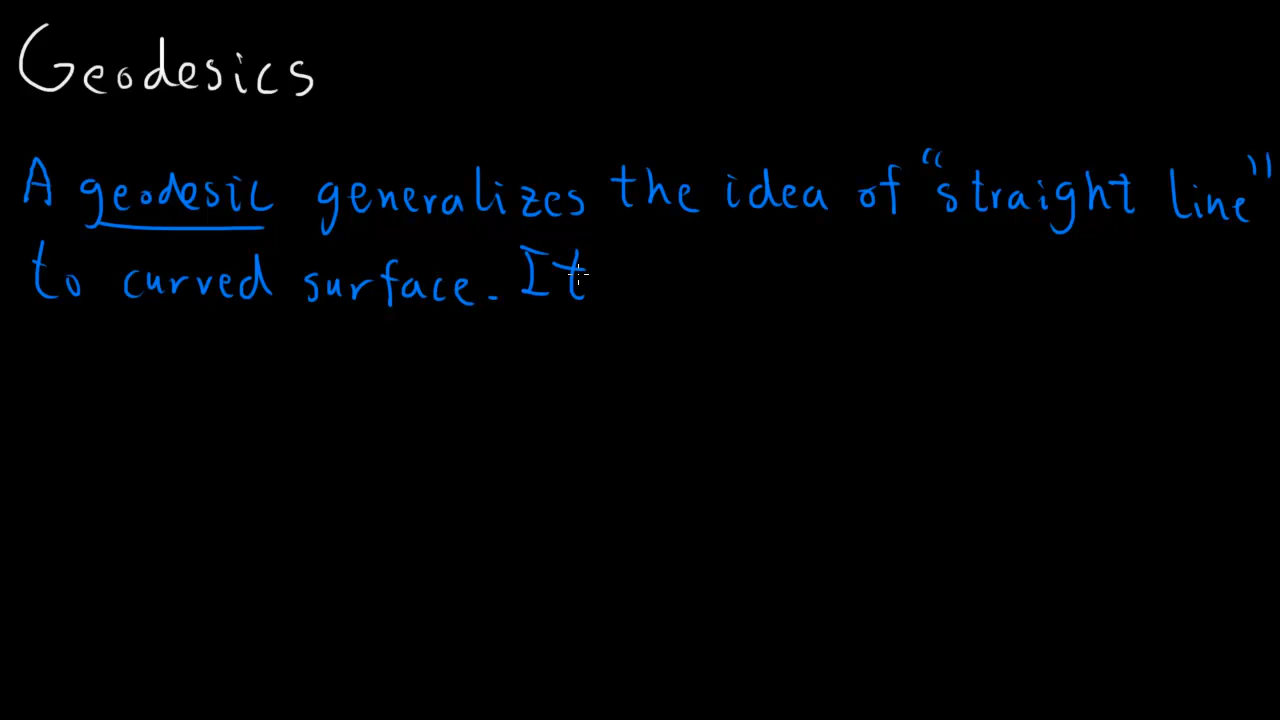 Geodesics
A geodesic generalizes the idea of "straight line"
to curved surface. It